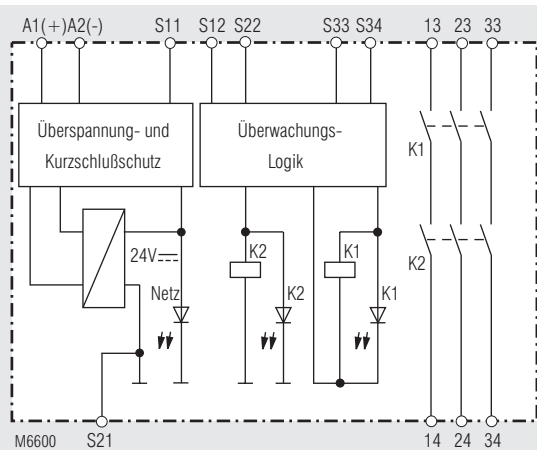 A1(+) A2(-) S11 S12 S22 S33 S34 13 23 33
Überspannung- und
Kurzschlußschutz
Überwachungs-
Logik
K1
24V
K2
K1
K2
Netz
K2
K1
M6600 S21 14 24 34